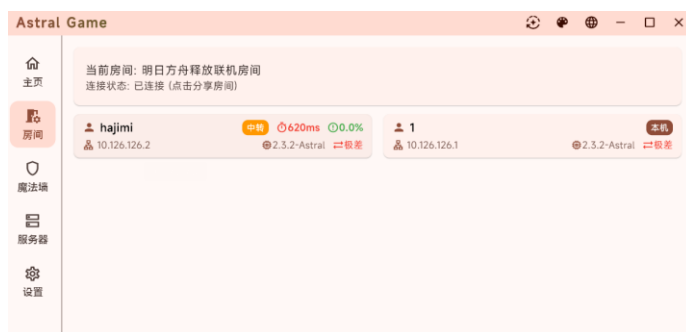 Astral Game
主页
房间
魔法墙
服务器
设置
当前房间: 明日方舟释放联机房间
连接状态: 已连接 (点击分享房间)
hajimi 中转 620ms 0.0%
10.126.126.2 2.3.2-Astral 极差
1 本机
10.126.126.1 2.3.2-Astral 极差